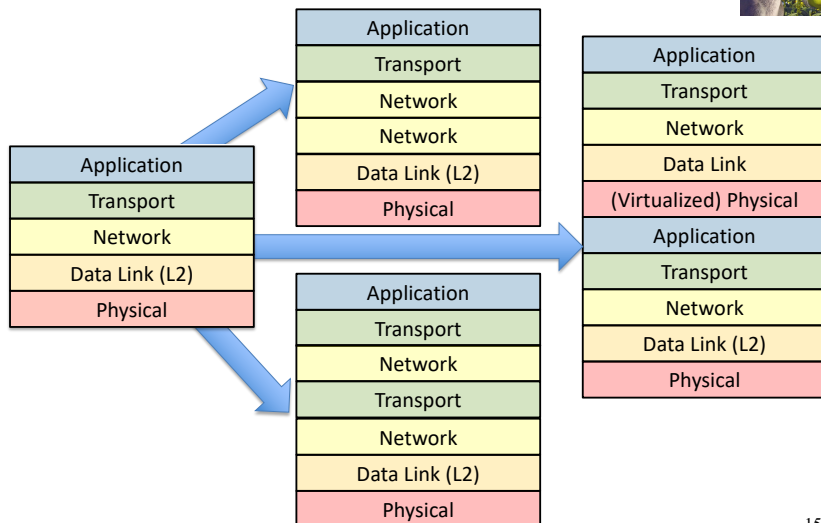 Application
Transport
Network
Data Link (L2)
Physical
Application
Transport
Network
Network
Data Link (L2)
Physical
Application
Transport
Network
Transport
Network
Data Link (L2)
Physical
Application
Transport
Network
Data Link
(Virtualized) Physical
Application
Transport
Network
Data Link (L2)
Physical
15